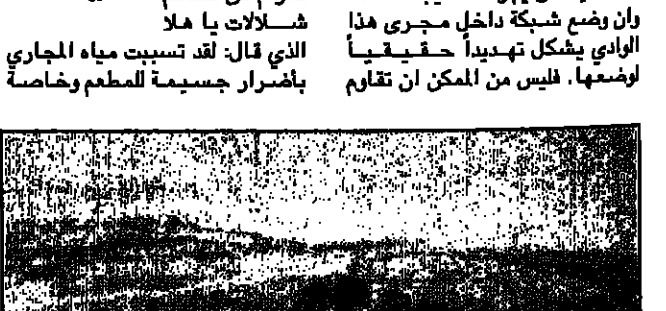 وان وضع شبكة داخل مجرى هذا
الوادي يشكل تهديداً حقيقياً
لوضعها. فليس من الممكن ان تقاوم
شلالات يا هلا
الذي قال: لقد تسببت مياه المجاري
بأضرار جسيمة للمطعم وخاصة